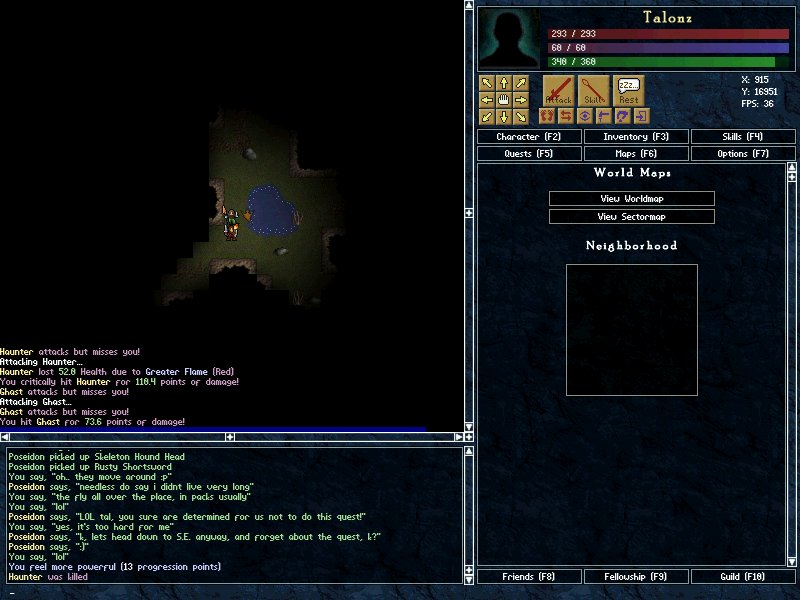 Talonz
293 / 293
60 / 60
340 / 360
Attack
Skill
zZz...
Rest
X: 915
Y: 16951
FPS: 36
Character (F2)
Inventory (F3)
Skills (F4)
Quests (F5)
Maps (F6)
Options (F7)
World Maps
View Worldmap
View Sectormap
Neighborhood
Haunter attacks but misses you!
Attacking Haunter...
Haunter lost 52.0 Health due to Greater Flame (Red)
You critically hit Haunter for 110.4 points of damage!
Ghast attacks but misses you!
Attacking Ghast...
Ghast attacks but misses you!
You hit Ghast for 73.6 points of damage!
Poseidon picked up Skeleton Hound Head
Poseidon picked up Rusty Shortsword
You say, "oh.. they move around :p"
Poseidon says, "needless do say i didnt live very long"
You say, "the fly all over the place, in packs usually"
You say, "lol"
Poseidon says, "LOL tal, you sure are determined for us not to do this quest!"
You say, "yes, it's too hard for me"
Poseidon says, "k, lets head down to S.E. anyway, and forget about the quest, k?"
Poseidon says, ":)"
You say, "lol"
You feel more powerful (13 progression points)
Haunter was killed
_
Friends (F8)
Fellowship (F9)
Guild (F10)